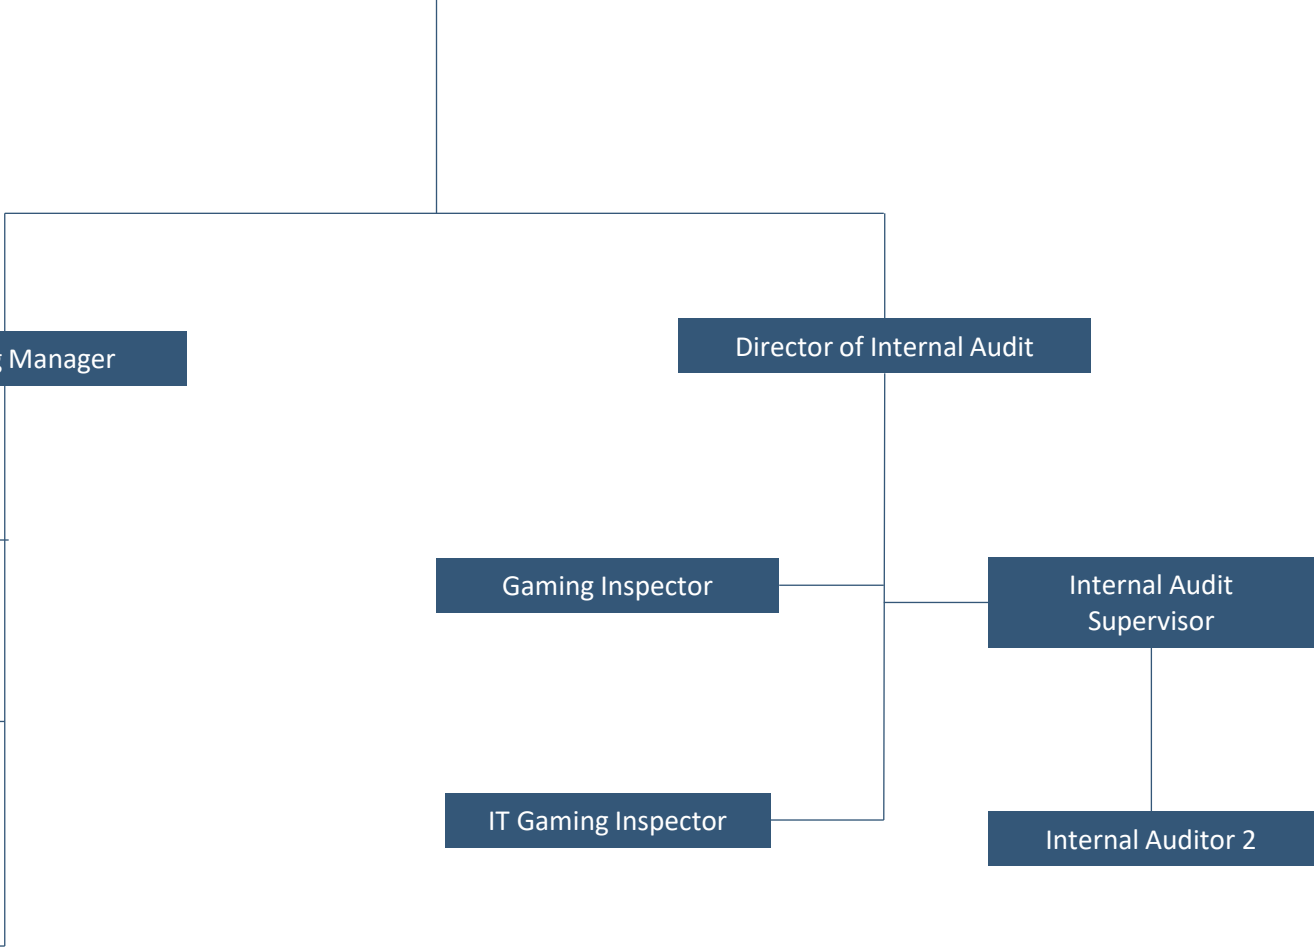 Director of Internal Audit
Manager
Gaming Inspector
Internal Audit
Supervisor
IT Gaming Inspector
Internal Auditor 2